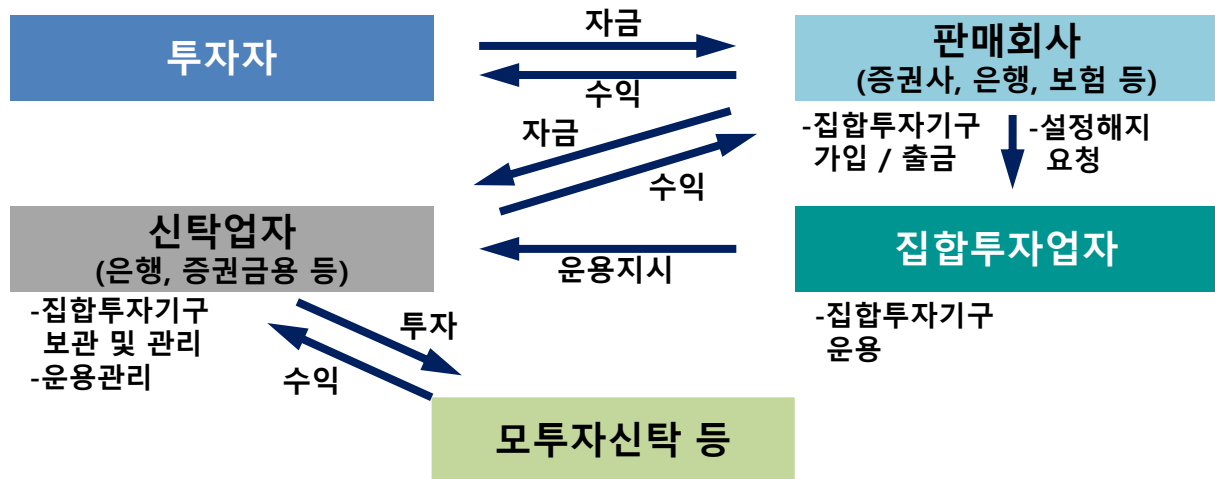 투자자
자금
수익
판매회사
(증권사, 은행, 보험 등)
-집합투자기구
가입 / 출금
-설정해지
요청
자금
수익
신탁업자
(은행, 증권금용 등)
운용지시
집합투자업자
-집합투자기구
보관 및 관리
-운용관리
투자
수익
-집합투자기구
운용
모투자신탁 등